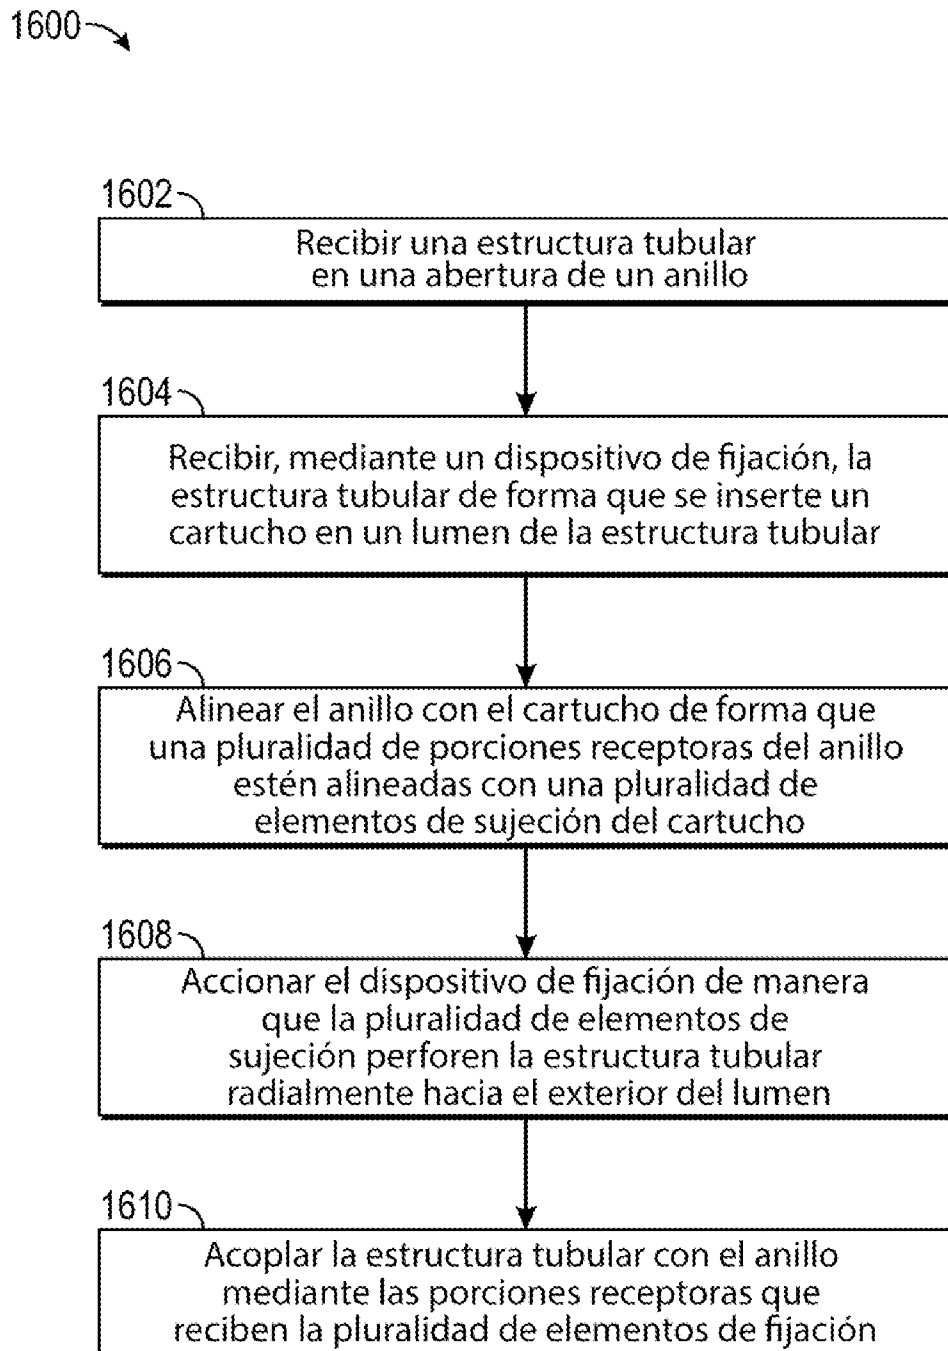 1600
1602
Recibir una estructura tubular
en una abertura de un anillo
1604
Recibir, mediante un dispositivo de fijación, la
estructura tubular de forma que se inserte un
cartucho en un lumen de la estructura tubular
1606
Alinear el anillo con el cartucho de forma que
una pluralidad de porciones receptoras del anillo
estén alineadas con una pluralidad de
elementos de sujeción del cartucho
1608
Accionar el dispositivo de fijación de manera
que la pluralidad de elementos de
sujeción perforen la estructura tubular
radialmente hacia el exterior del lumen
1610
Acoplar la estructura tubular con el anillo
mediante las porciones receptoras que
reciben la pluralidad de elementos de fijación